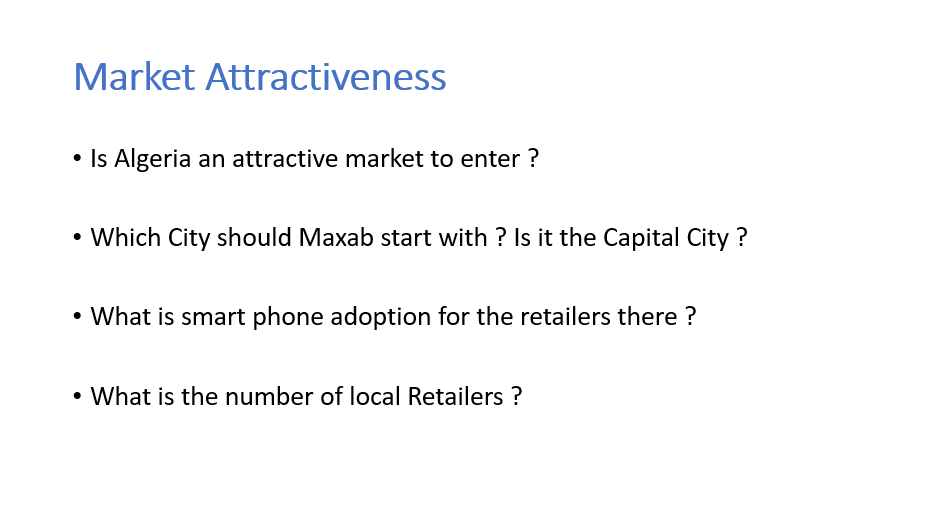 Market Attractiveness
• Is Algeria an attractive market to enter ?
• Which City should Maxab start with ? Is it the Capital City ?
• What is smart phone adoption for the retailers there ?
• What is the number of local Retailers ?